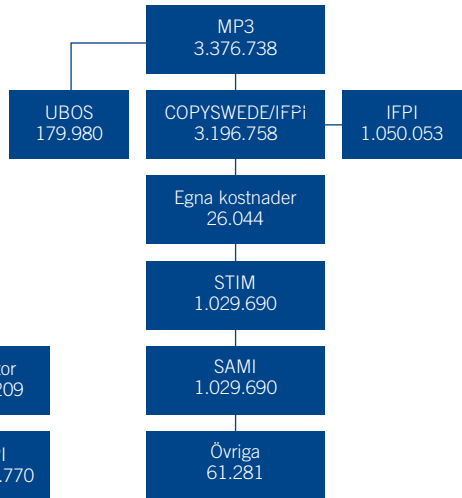 MP3
3.376.738
UBOS
179.980
COPYSWEDE/IFPi
3.196.758
IFPI
1.050.053
Egna kostnader
26.044
STIM
1.029.690
SAMI
1.029.690
Övriga
61.281